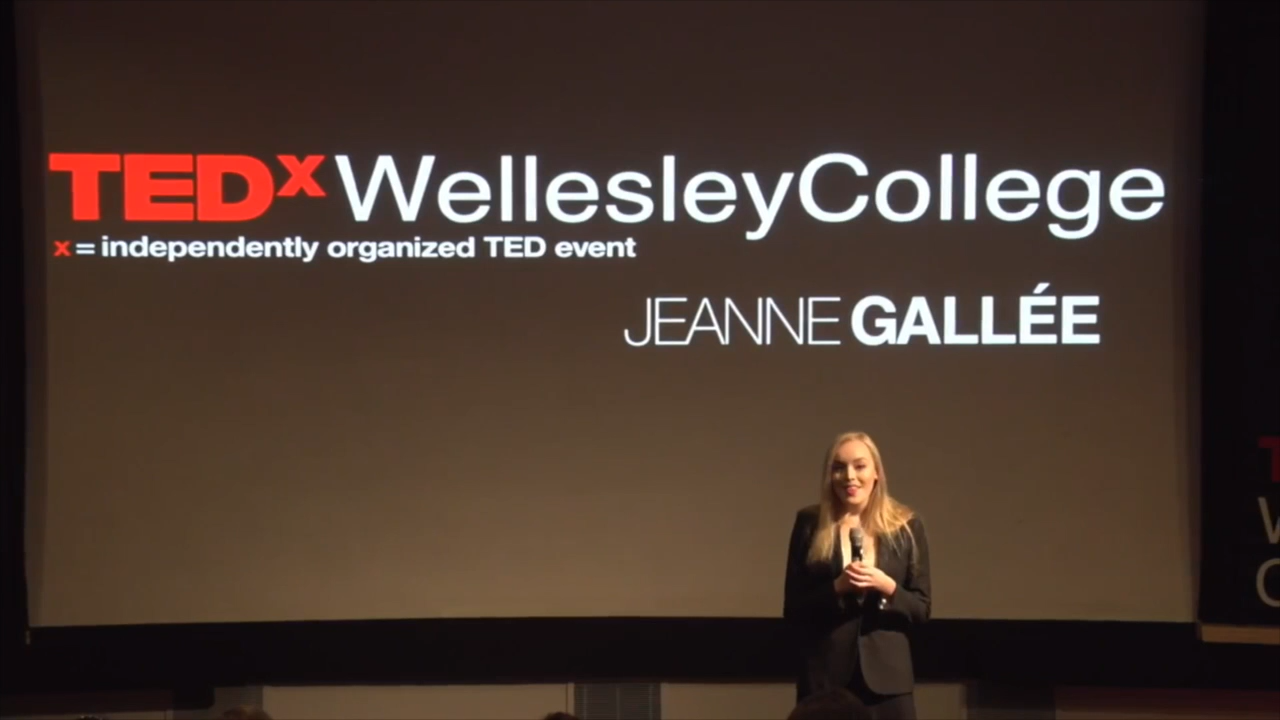 TEDxWellesleyCollege
x = independently organized TED event
JEANNE GALLÉE